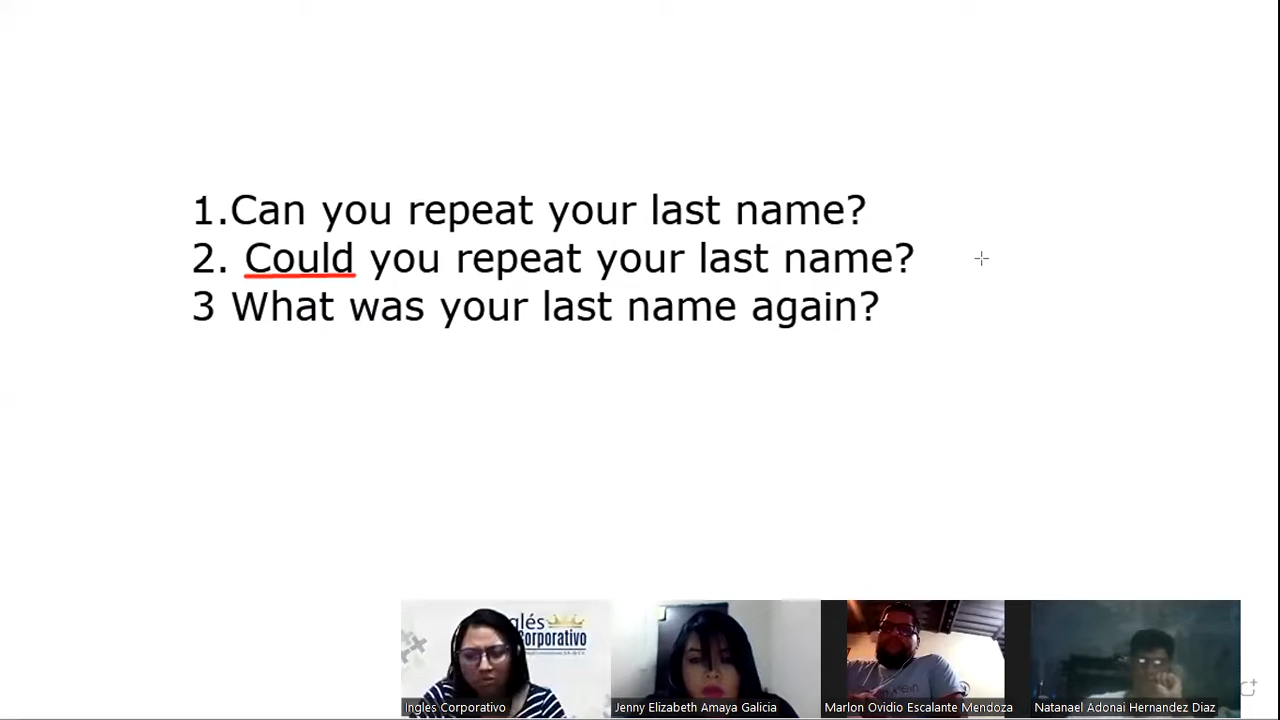 1.Can you repeat your last name?
2. Could you repeat your last name?
3 What was your last name again?
glés
Corporativo
Ingles Corporativo
Jenny Elizabeth Amaya Galicia
Marlon Ovidio Escalante Mendoza
Natanael Adonai Hernandez Diaz